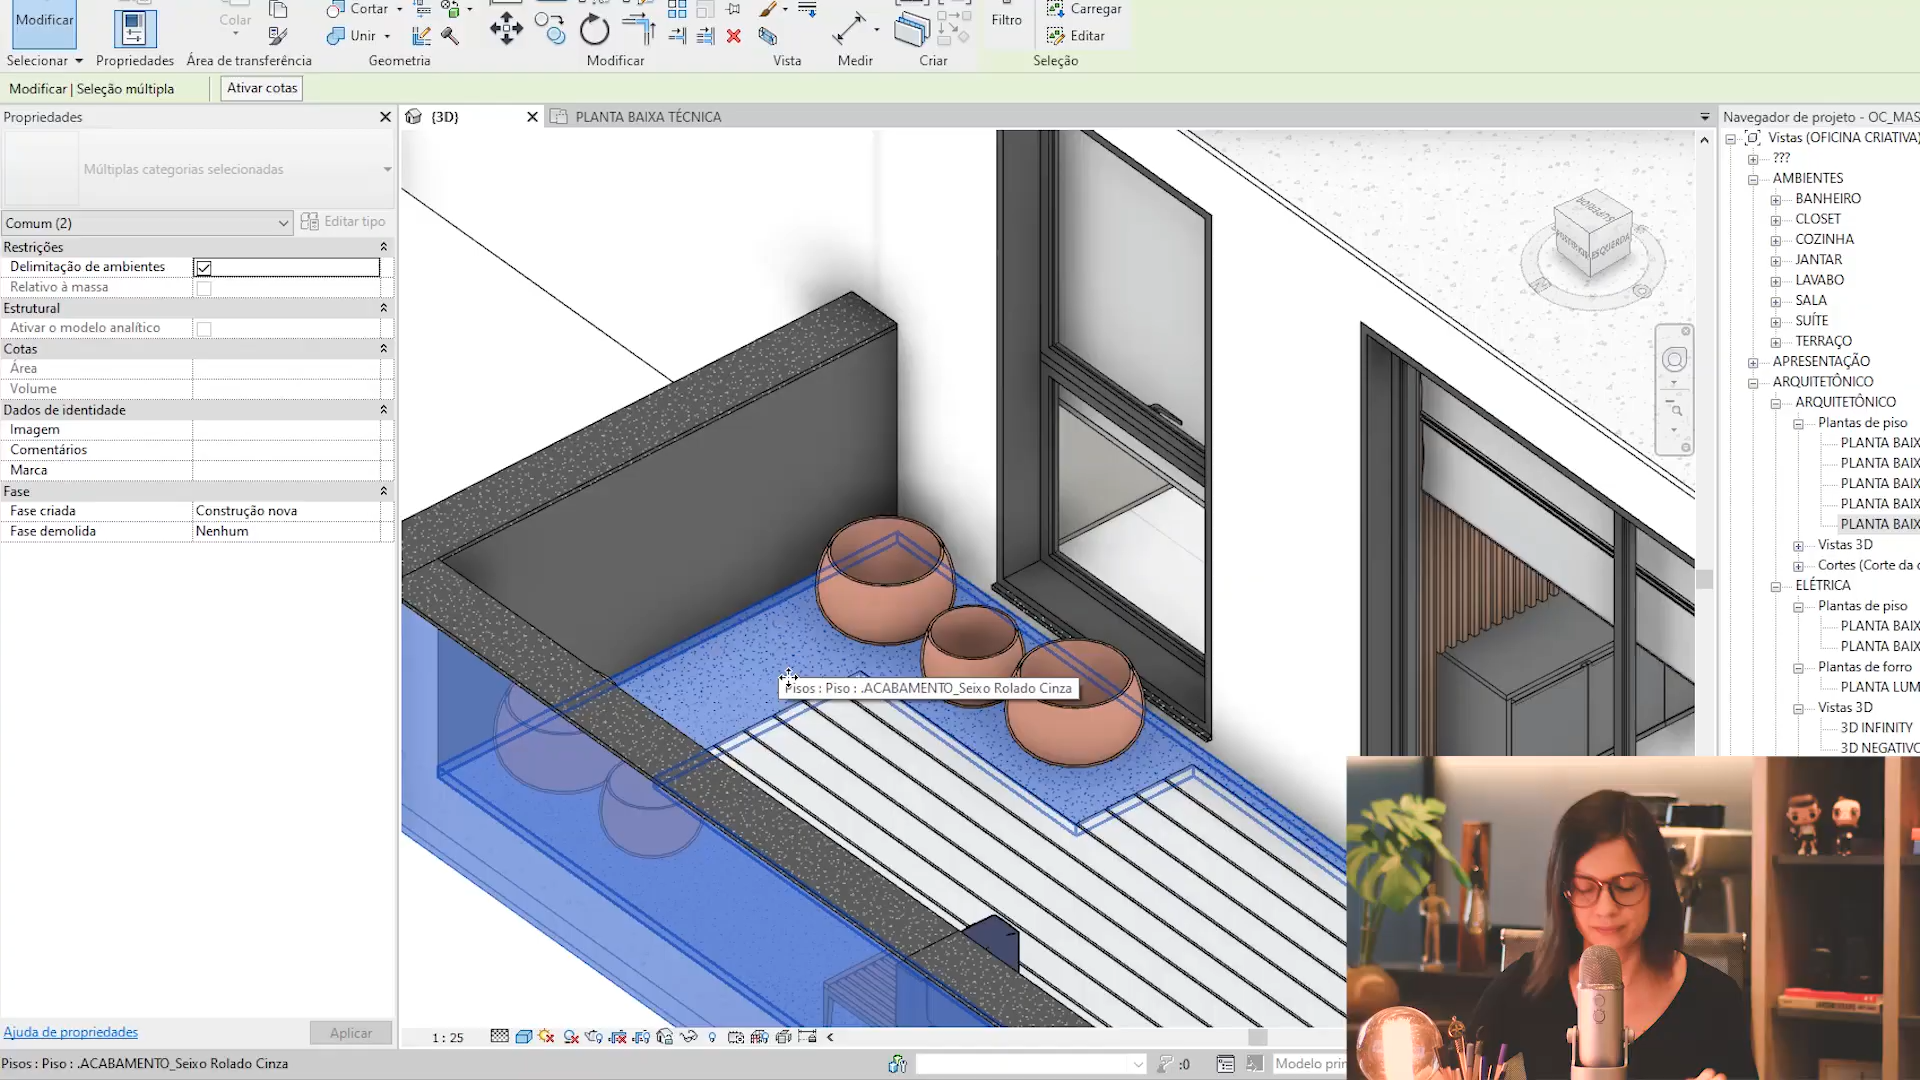 Modificar
Colar
Cortar
Unir
Filtro
Carregar
Editar
Selecionar
Propriedades
Área de transferência
Geometria
Modificar
Vista
Medir
Criar
Seleção
Modificar | Seleção múltipla
Ativar cotas
Propriedades
{3D}
PLANTA BAIXA TÉCNICA
Navegador de projeto - OC_MAS
Múltiplas categorias selecionadas
Comum (2)
Editar tipo
Restrições
Delimitação de ambientes
Relativo à massa
Estrutural
Ativar o modelo analítico
Cotas
Área
Volume
Dados de identidade
Imagem
Comentários
Marca
Fase
Fase criada
Construção nova
Fase demolida
Nenhum
Ajuda de propriedades
Aplicar
SUPERIOR
ESQUERDA
Pisos : Piso : .ACABAMENTO_Seixo Rolado Cinza
Vistas (OFICINA CRIATIVA)
???
AMBIENTES
BANHEIRO
CLOSET
COZINHA
JANTAR
LAVABO
SALA
SUÍTE
TERRAÇO
APRESENTAÇÃO
ARQUITETÔNICO
ARQUITETÔNICO
Plantas de piso
PLANTA BAIX
PLANTA BAIX
PLANTA BAIX
PLANTA BAIX
PLANTA BAIX
Vistas 3D
Cortes (Corte da c
ELÉTRICA
Plantas de piso
PLANTA BAIX
PLANTA BAIX
Plantas de forro
PLANTA LUM
Vistas 3D
3D INFINITY
3D NEGATIVO
1 : 25
Pisos : Piso : .ACABAMENTO_Seixo Rolado Cinza
:0
Modelo prin